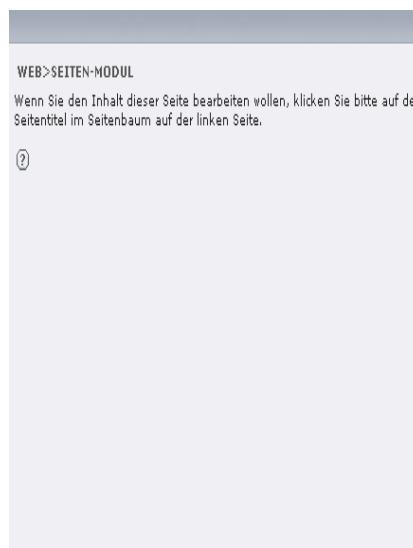 WEB>SEITEN-MODUL
Wenn Sie den Inhalt dieser Seite bearbeiten wollen, klicken Sie bitte auf de
Seitentitel im Seitenbaum auf der linken Seite.
?